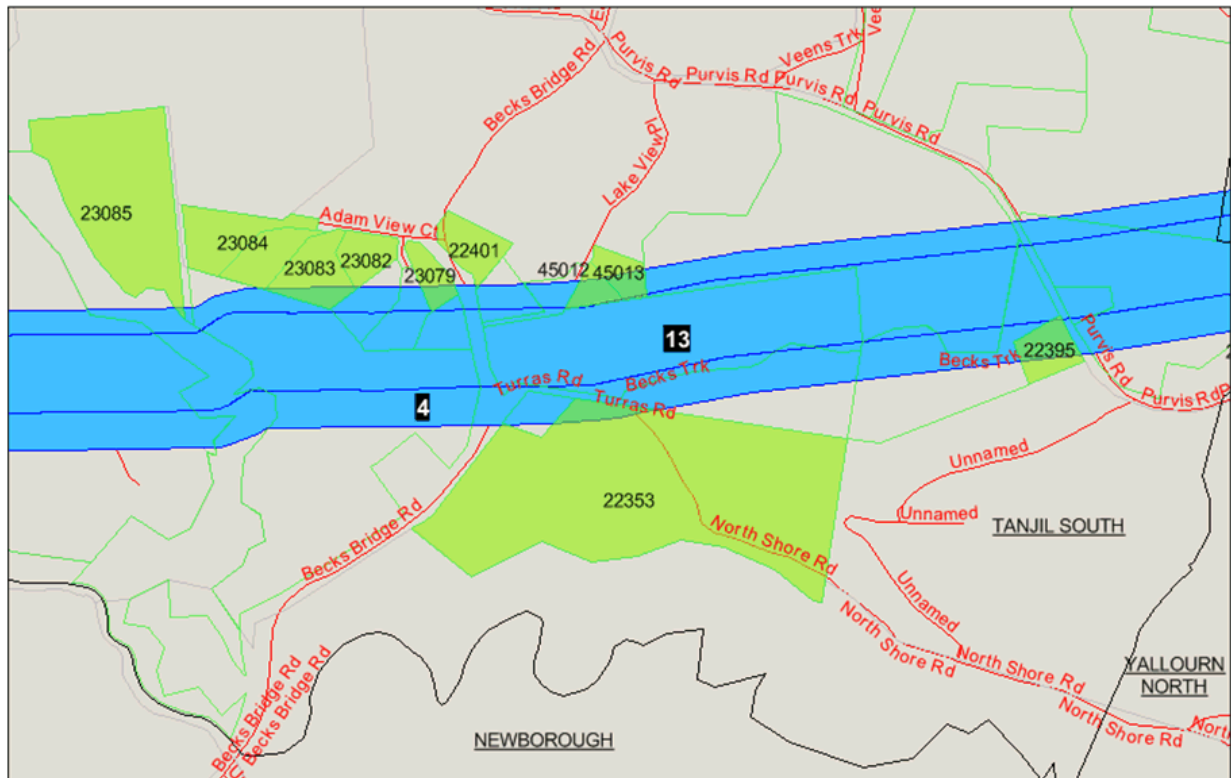 Purvis Rd
Veens Trk
Becks Bridge Rd
Purvis Rd
Purvis Rd
Purvis Rd
Lake View Pl
23085
Adam View Ct
23084
22401
23083
23082
23079
45012
45013
13
Purvis Rd
Turras Rd
Becks Trk
Becks Trk
22395
4
Turras Rd
Purvis Rd
22353
Unnamed
Unnamed
TANJIL SOUTH
Becks Bridge Rd
North Shore Rd
Unnamed
North Shore Rd
North Shore Rd
YALLOURN
NORTH
Becks Bridge Rd
Becks Bridge Rd
North Shore Rd
North
NEWBOROUGH